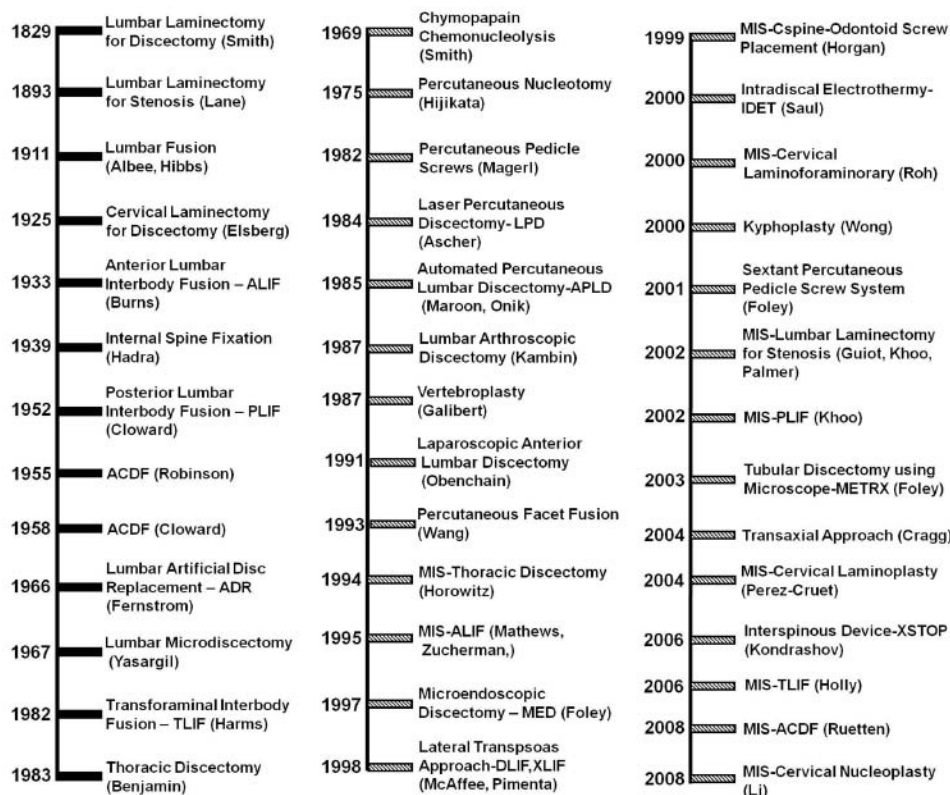 1829
Lumbar Laminectomy
for Discectomy (Smith)
1893
Lumbar Laminectomy
for Stenosis (Lane)
1911
Lumbar Fusion
(Albee, Hibbs)
1925
Cervical Laminectomy
for Discectomy (Elsberg)
1933
Anterior Lumbar
Interbody Fusion – ALIF
(Burns)
1939
Internal Spine Fixation
(Hadra)
1952
Posterior Lumbar
Interbody Fusion – PLIF
(Cloward)
1955
ACDF (Robinson)
1958
ACDF (Cloward)
1966
Lumbar Artificial Disc
Replacement – ADR
(Fernstrom)
1967
Lumbar Microdiscectomy
(Yasargil)
1982
Transforaminal Interbody
Fusion – TLIF (Harms)
1983
Thoracic Discectomy
(Benjamin)
1969
Chymopapain
Chemonucleolysis
(Smith)
1975
Percutaneous Nucleotomy
(Hijikata)
1982
Percutaneous Pedicle
Screws (Magerl)
1984
Laser Percutaneous
Discectomy- LPD
(Ascher)
1985
Automated Percutaneous
Lumbar Discectomy-APLD
(Maroon, Onik)
1987
Lumbar Arthroscopic
Discectomy (Kambin)
1987
Vertebroplasty
(Galibert)
1991
Laparoscopic Anterior
Lumbar Discectomy
(Obenchain)
1993
Percutaneous Facet Fusion
(Wang)
1994
MIS-Thoracic Discectomy
(Horowitz)
1995
MIS-ALIF (Mathews,
Zucherman,)
1997
Microendoscopic
Discectomy – MED (Foley)
1998
Lateral Transpsoas
Approach-DLIF,XLIF
(McAffee, Pimenta)
1999
MIS-Cspine-Odontoid Screw
Placement (Horgan)
2000
Intradiscal Electrothermy-
IDET (Saul)
2000
MIS-Cervical
Laminoforaminorary (Roh)
2000
Kyphoplasty (Wong)
2001
Sextant Percutaneous
Pedicle Screw System
(Foley)
2002
MIS-Lumbar Laminectomy
for Stenosis (Guiot, Khoo,
Palmer)
2002
MIS-PLIF (Khoo)
2003
Tubular Discectomy using
Microscope-METRX (Foley)
2004
Transaxial Approach (Cragg)
2004
MIS-Cervical Laminoplasty
(Perez-Cruet)
2006
Interspinous Device-XSTOP
(Kondrashov)
2006
MIS-TLIF (Holly)
2008
MIS-ACDF (Ruetten)
2008
MIS-Cervical Nucleoplasty
(Li)